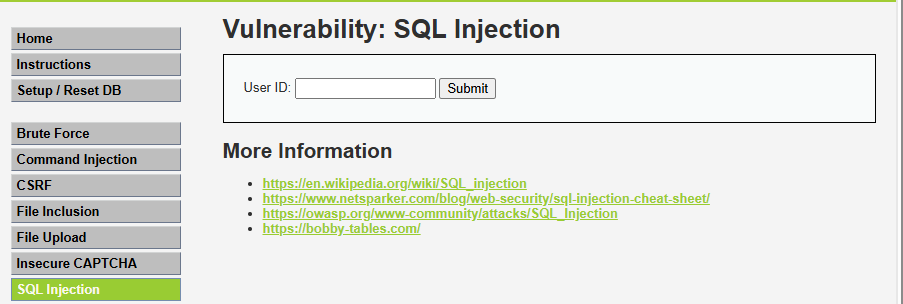 Vulnerability: SQL Injection
Home
Instructions
Setup / Reset DB
Brute Force
Command Injection
CSRF
File Inclusion
File Upload
Insecure CAPTCHA
SQL Injection
User ID: Submit
More Information
https://en.wikipedia.org/wiki/SQL_injection
https://www.netsparker.com/blog/web-security/sql-injection-cheat-sheet/
https://owasp.org/www-community/attacks/SQL_Injection
https://bobby-tables.com/